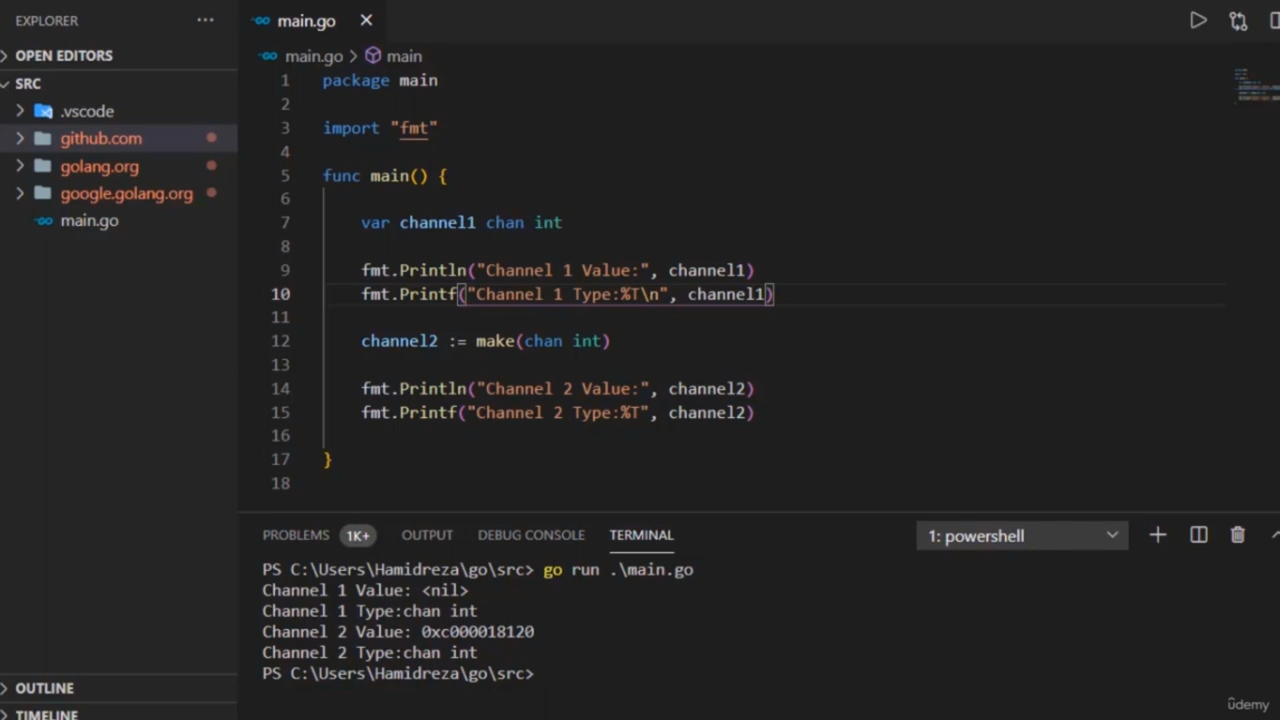 EXPLORER
···
OPEN EDITORS
SRC
.vscode
github.com
golang.org
google.golang.org
main.go
OUTLINE
TIMELINE
main.go
main.go > main
1 package main
2
3 import "fmt"
4
5 func main() {
6
7 var channel1 chan int
8
9 fmt.Println("Channel 1 Value:", channel1)
10 fmt.Printf("Channel 1 Type:%T\n", channel1)
11
12 channel2 := make(chan int)
13
14 fmt.Println("Channel 2 Value:", channel2)
15 fmt.Printf("Channel 2 Type:%T", channel2)
16
17 }
18
PROBLEMS 1K+ OUTPUT DEBUG CONSOLE TERMINAL 1: powershell
PS C:\Users\Hamidreza\go\src> go run .\main.go
Channel 1 Value: <nil>
Channel 1 Type:chan int
Channel 2 Value: 0xc000018120
Channel 2 Type:chan int
PS C:\Users\Hamidreza\go\src>
ûdemy